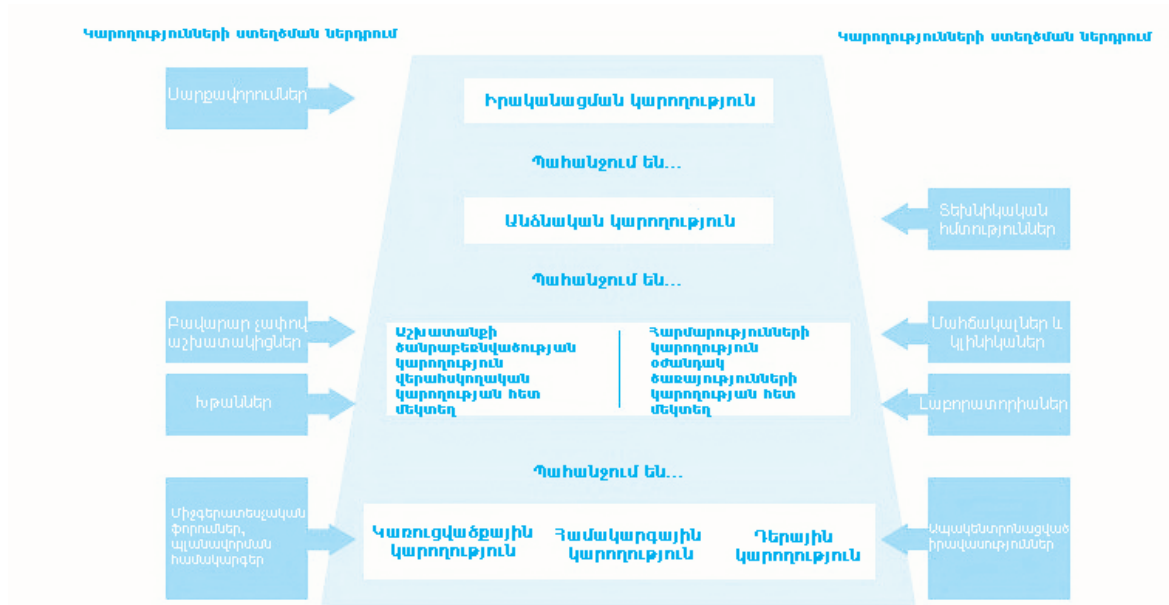 Կարողությունների ստեղծման ներդրում
Կարողությունների ստեղծման ներդրում
Սարքավորումներ
Իրականացման կարողություն
Պահանջում են...
Անձնական կարողություն
Տեխնիկական
հմտություններ
Պահանջում են...
Բավարար չափով
աշխատակիցներ
Խթաններ
Աշխատանքի
ծանրաբեռնվածության
կարողություն
վերահսկողական
կարողության հետ
մեկտեղ
Հարմարությունների
կարողություն
օժանդակ
ծառայությունների
կարողության հետ
մեկտեղ
Մահճակալներ և
կլինիկաներ
Լաբորատորիաներ
Պահանջում են...
Միջգերատեսչական
ֆորումներ,
պլանավորման
համակարգեր
Կառուցվածքային
կարողություն
Համակարգային
կարողություն
Դերային
կարողություն
Ապակենտրոնացված
իրավասություններ